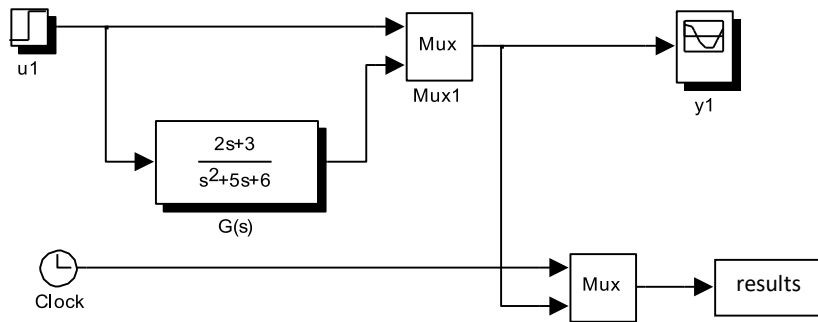 u1
Mux
Mux1
y1
2s+3
s²+5s+6
G(s)
Clock
Mux
results